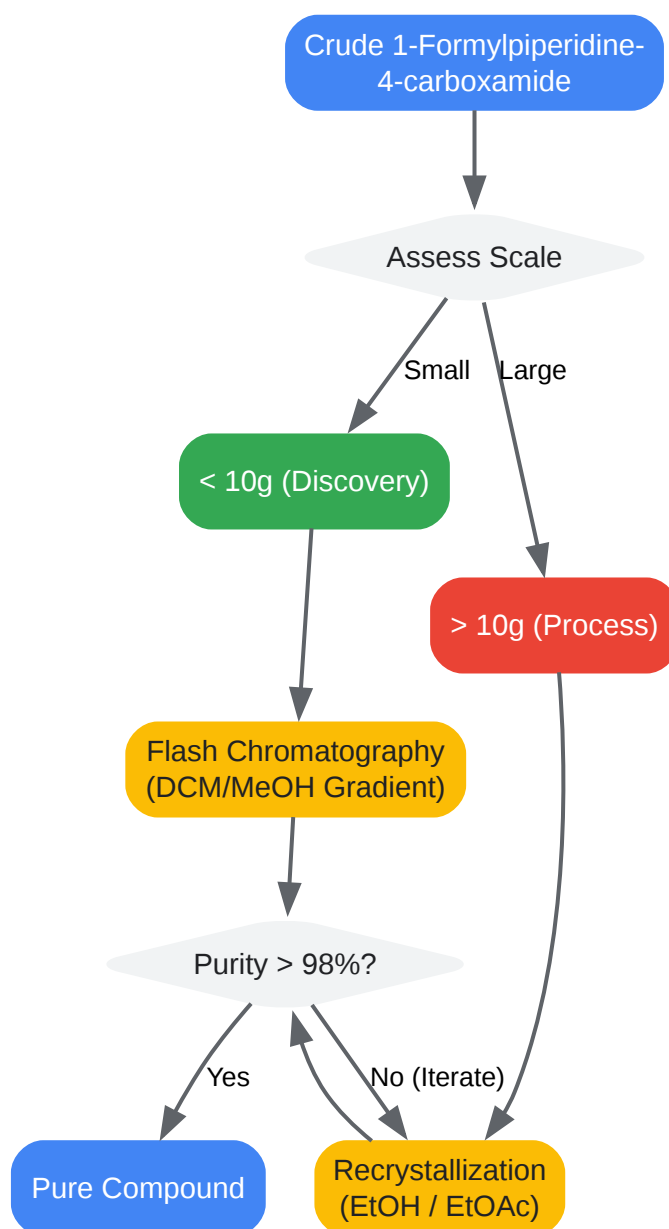 Crude 1-Formylpiperidine-
4-carboxamide
Assess Scale
Small
Large
< 10g (Discovery)
> 10g (Process)
Flash Chromatography
(DCM/MeOH Gradient)
Purity > 98%?
Yes
No (Iterate)
Pure Compound
Recrystallization
(EtOH / EtOAc)